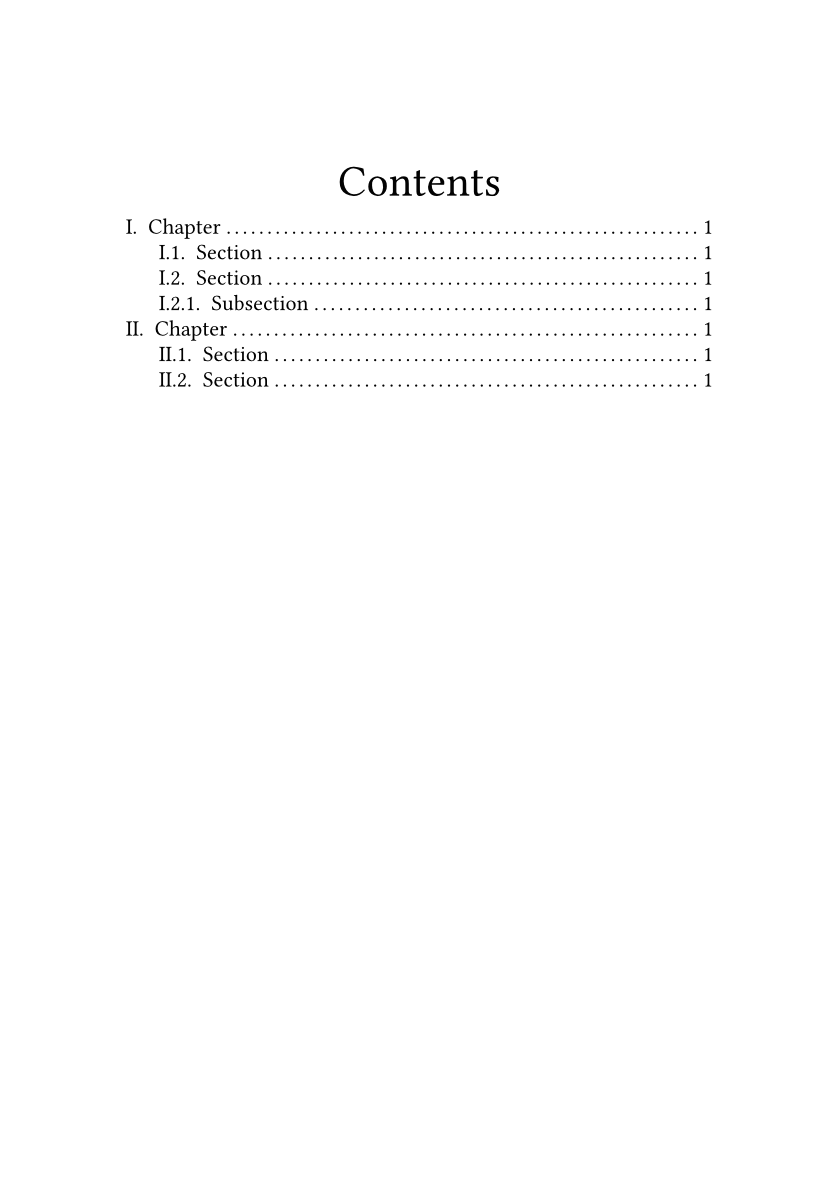 Contents
I. Chapter ........................................................... 1
I.1. Section ..................................................... 1
I.2. Section ..................................................... 1
I.2.1. Subsection ............................................... 1
II. Chapter .......................................................... 1
II.1. Section .................................................... 1
II.2. Section .................................................... 1